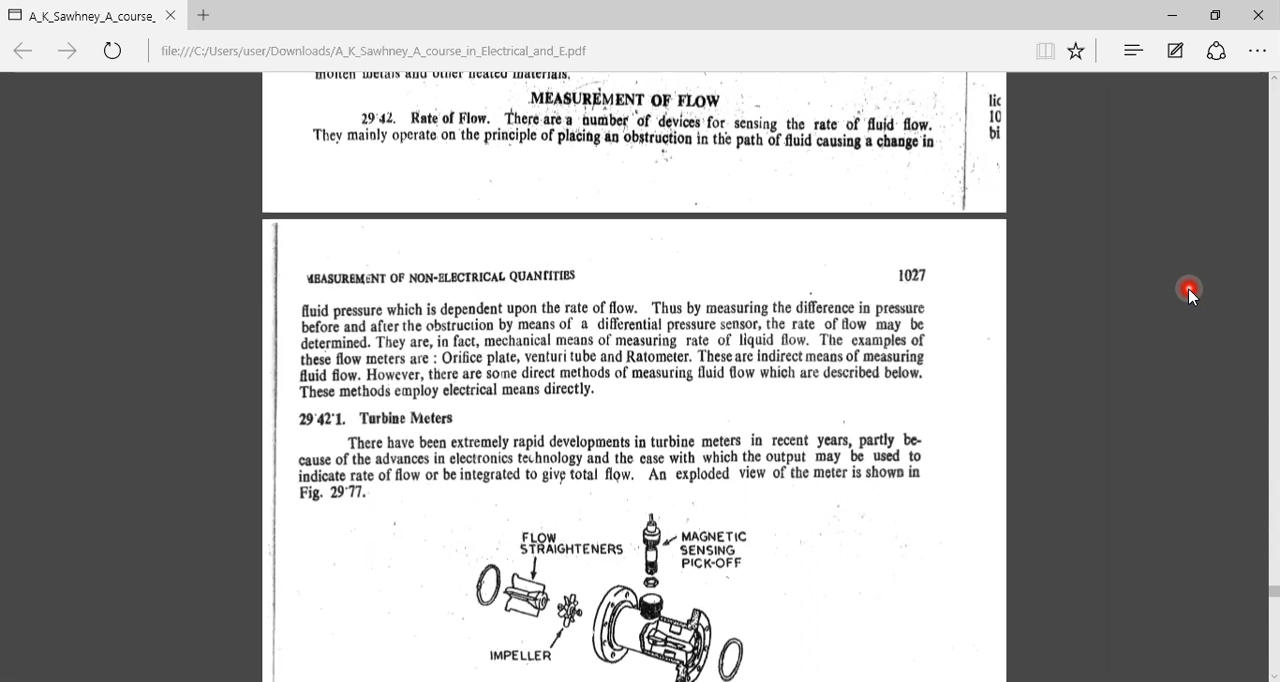 A_K_Sawhney_A_course_
file:///C:/Users/user/Downloads/A_K_Sawhney_A_course_in_Electrical_and_E.pdf
molten metals and other heated materials.
MEASUREMENT OF FLOW
29·42. Rate of Flow. There are a number of devices for sensing the rate of fluid flow.
They mainly operate on the principle of placing an obstruction in the path of fluid causing a change in
lic
10
bi
MEASUREMENT OF NON-ELECTRICAL QUANTITIES 1027
fluid pressure which is dependent upon the rate of flow. Thus by measuring the difference in pressure
before and after the obstruction by means of a differential pressure sensor, the rate of flow may be
determined. They are, in fact, mechanical means of measuring rate of liquid flow. The examples of
these flow meters are : Orifice plate, venturi tube and Ratometer. These are indirect means of measuring
fluid flow. However, there are some direct methods of measuring fluid flow which are described below.
These methods employ electrical means directly.
29·42·1. Turbine Meters
There have been extremely rapid developments in turbine meters in recent years, partly be-
cause of the advances in electronics technology and the ease with which the output may be used to
indicate rate of flow or be integrated to give total flow. An exploded view of the meter is shown in
Fig. 29·77.
FLOW
STRAIGHTENERS
MAGNETIC
SENSING
PICK-OFF
IMPELLER